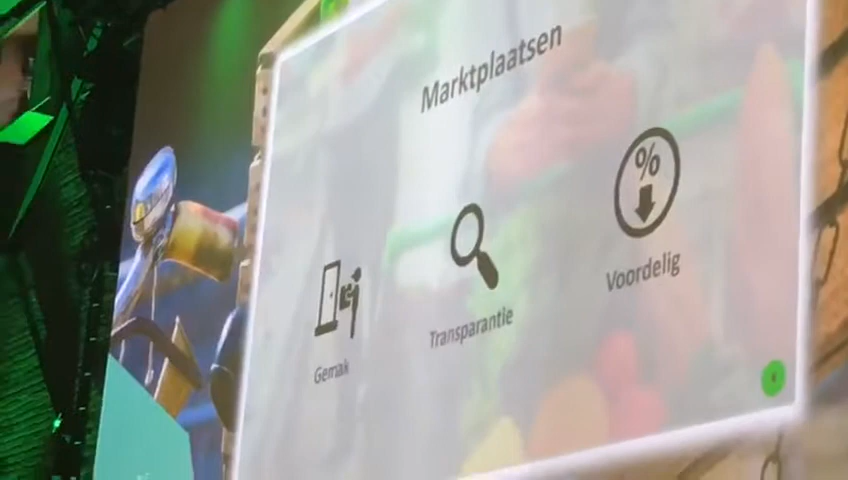 Marktplaatsen
%
Gemak
Transparantie
Voordelig